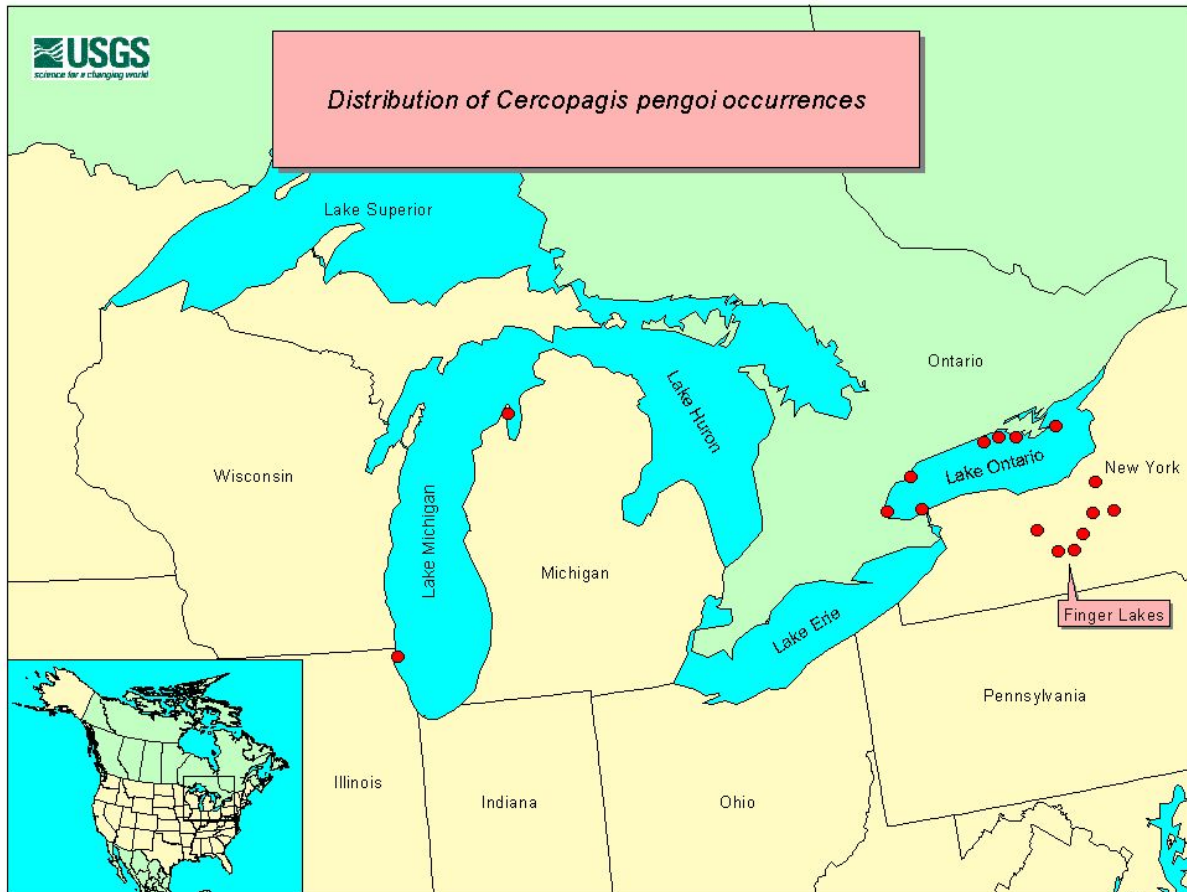 USGS
science for a changing world
Distribution of Cercopagis pengoi occurrences
Lake Superior
Ontario
Lake Huron
Lake Ontario
New York
Wisconsin
Lake Michigan
Michigan
Lake Erie
Finger Lakes
Pennsylvania
Illinois
Indiana
Ohio